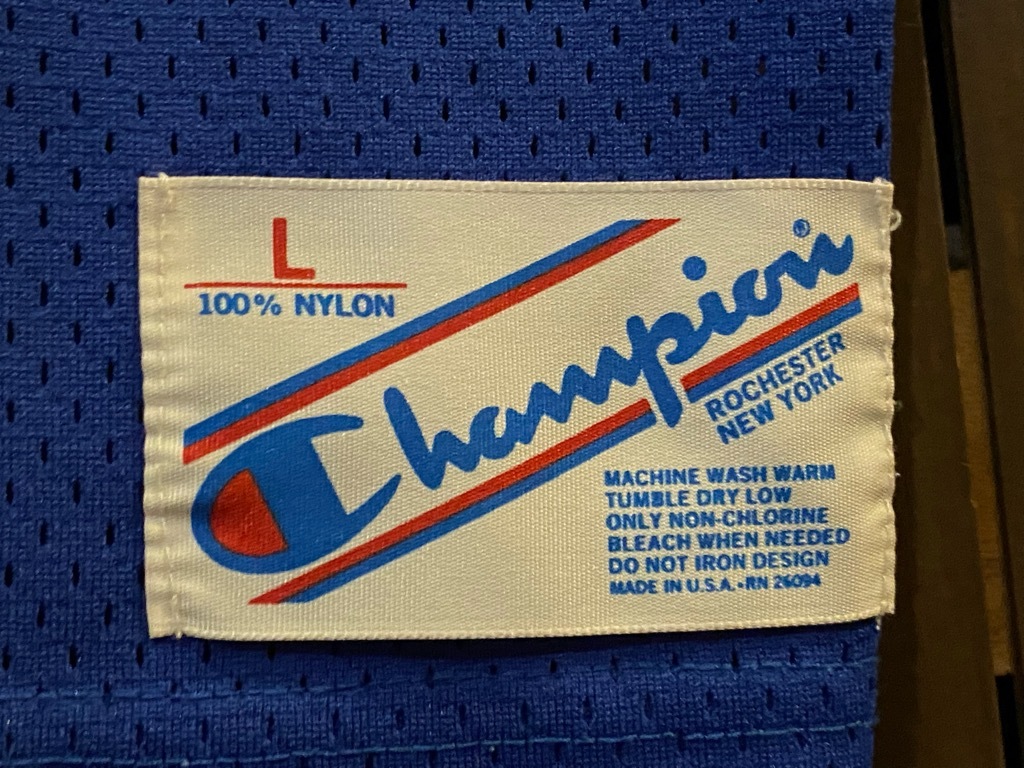 L
100% NYLON
Champion®
ROCHESTER
NEW YORK
MACHINE WASH WARM
TUMBLE DRY LOW
ONLY NON-CHLORINE
BLEACH WHEN NEEDED
DO NOT IRON DESIGN
MADE IN U.S.A. • RN 26094